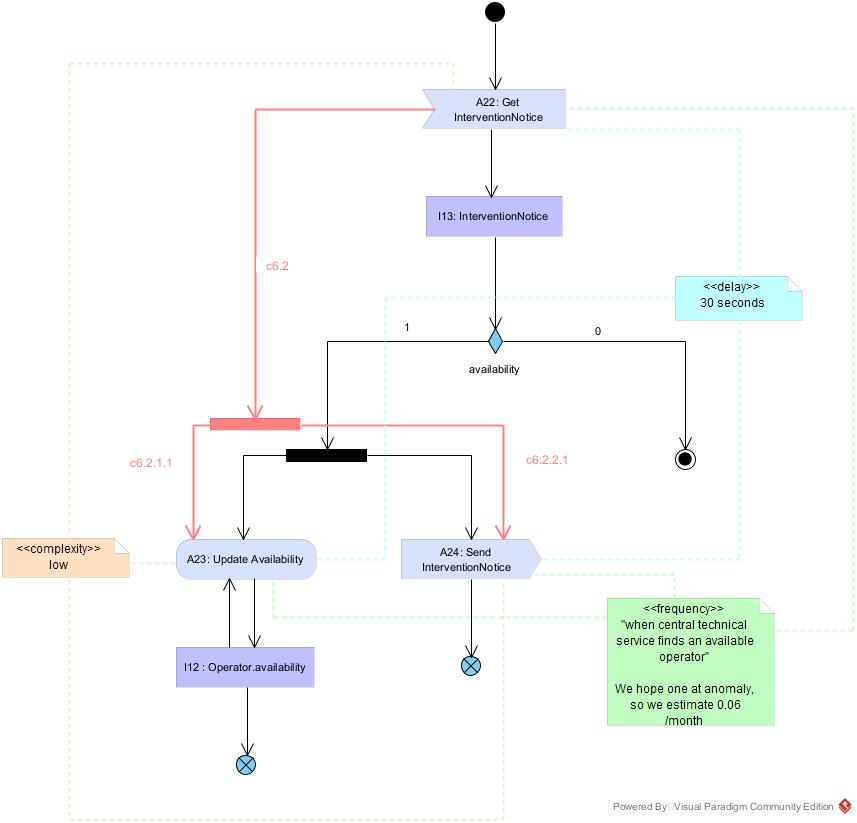 A22: Get
InterventionNotice
I13: InterventionNotice
c6.2
<<delay>>
30 seconds
1
0
availability
c6.2.1.1
c6.2.2.1
<<complexity>>
low
A23: Update Availability
A24: Send
InterventionNotice
<<frequency>>
"when central technical
service finds an available
operator"
We hope one at anomaly,
so we estimate 0.06
/month
I12 : Operator.availability
Powered By Visual Paradigm Community Edition